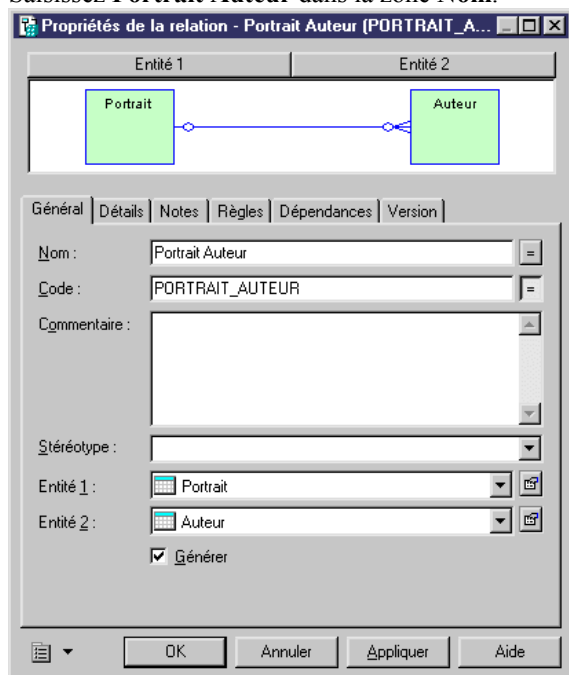 Saisissez Portrait Auteur dans la zone Nom.
Propriétés de la relation - Portrait Auteur (PORTRAIT_A...
Entité 1 Entité 2
Portrait Auteur
Général Détails Notes Règles Dépendances Version
Nom : Portrait Auteur =
Code : PORTRAIT_AUTEUR =
Commentaire :
Stéréotype :
Entité 1 : Portrait
Entité 2 : Auteur
Générer
OK Annuler Appliquer Aide